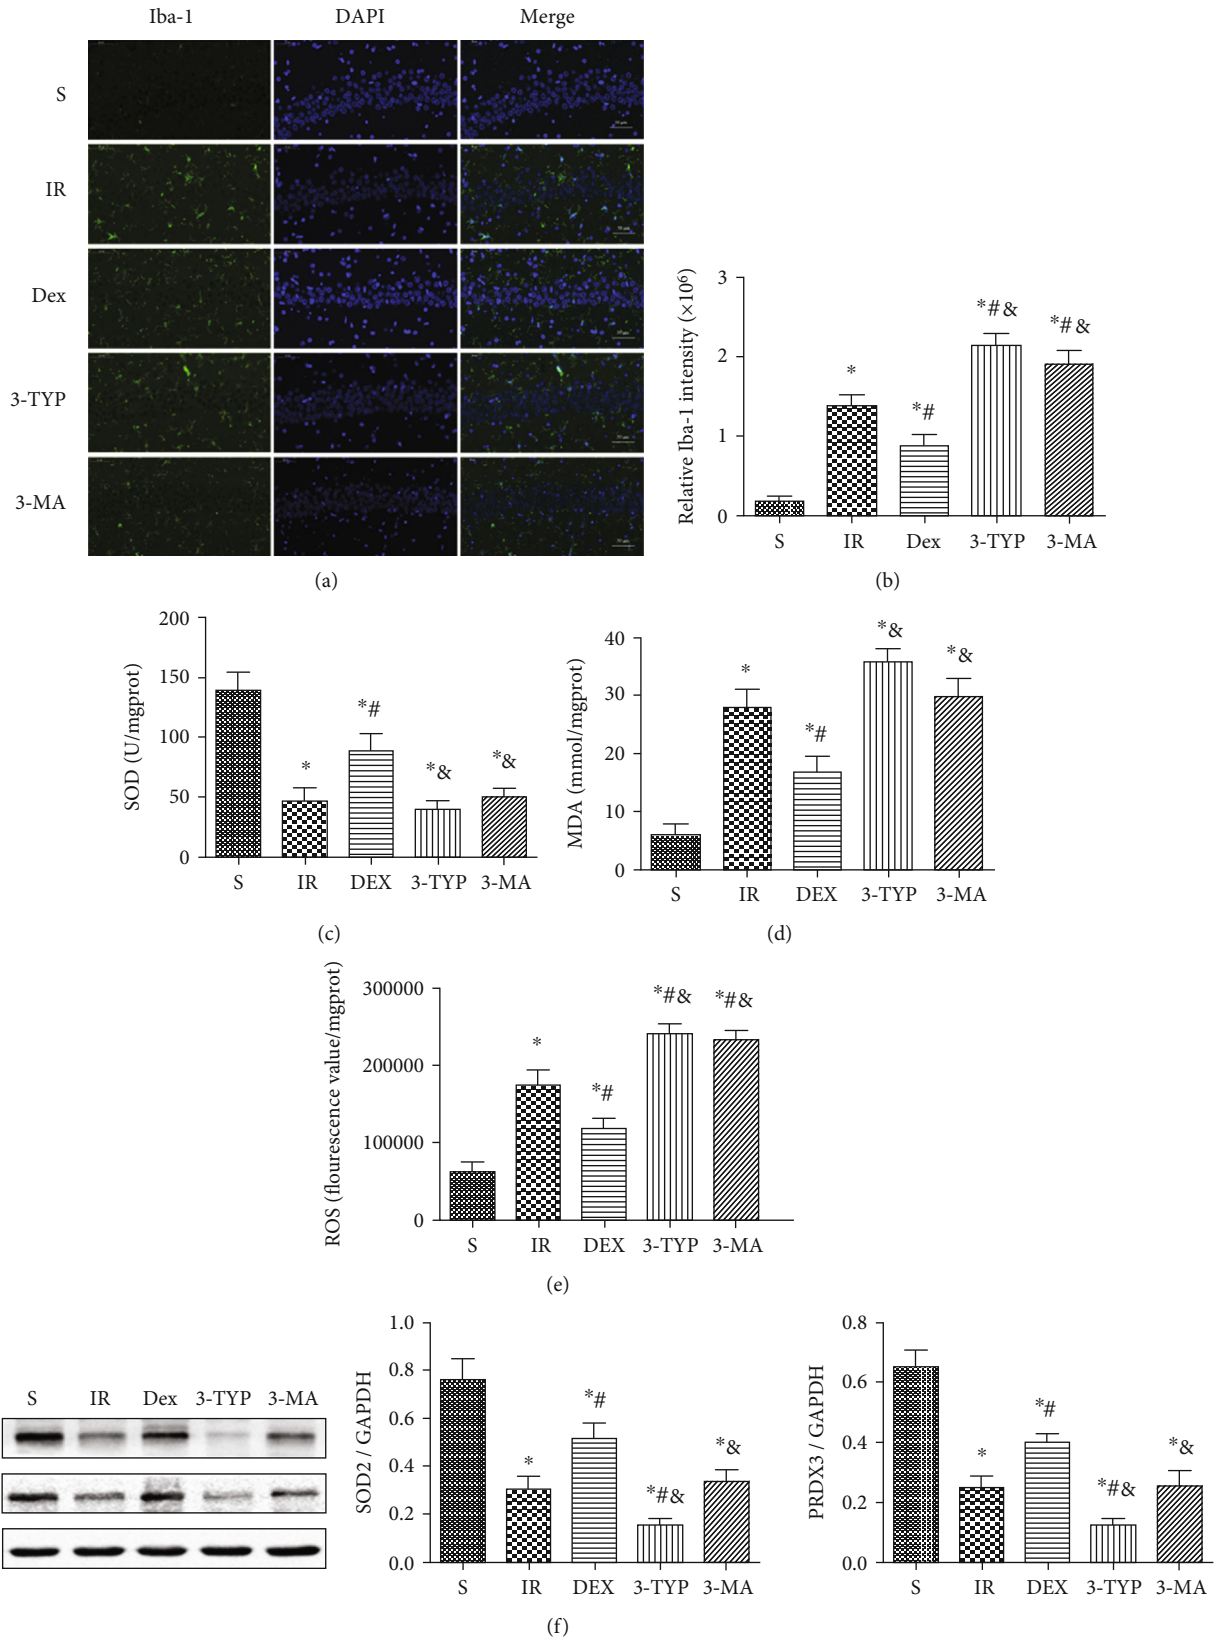 Iba-1 DAPI Merge
S
IR
Dex
3-TYP
3-MA
(a)
Relative Iba-1 intensity (×10⁶)
3
2
1
0
*
*#
*#&
*#&
S IR Dex 3-TYP 3-MA
(b)
SOD (U/mgprot)
200
150
100
50
0
*
*#
*&
*&
S IR DEX 3-TYP 3-MA
(c)
MDA (mmol/mgprot)
40
30
20
10
0
*
*#
*&
*&
S IR DEX 3-TYP 3-MA
(d)
ROS (flourescence value/mgprot)
300000
200000
100000
0
*
*#
*#&
*#&
S IR DEX 3-TYP 3-MA
(e)
S IR Dex 3-TYP 3-MA
SOD2 / GAPDH
1.0
0.8
0.6
0.4
0.2
0.0
*
*#
*#&
*&
S IR DEX 3-TYP 3-MA
PRDX3 / GAPDH
0.8
0.6
0.4
0.2
0.0
*
*#
*#&
*&
S IR DEX 3-TYP 3-MA
(f)